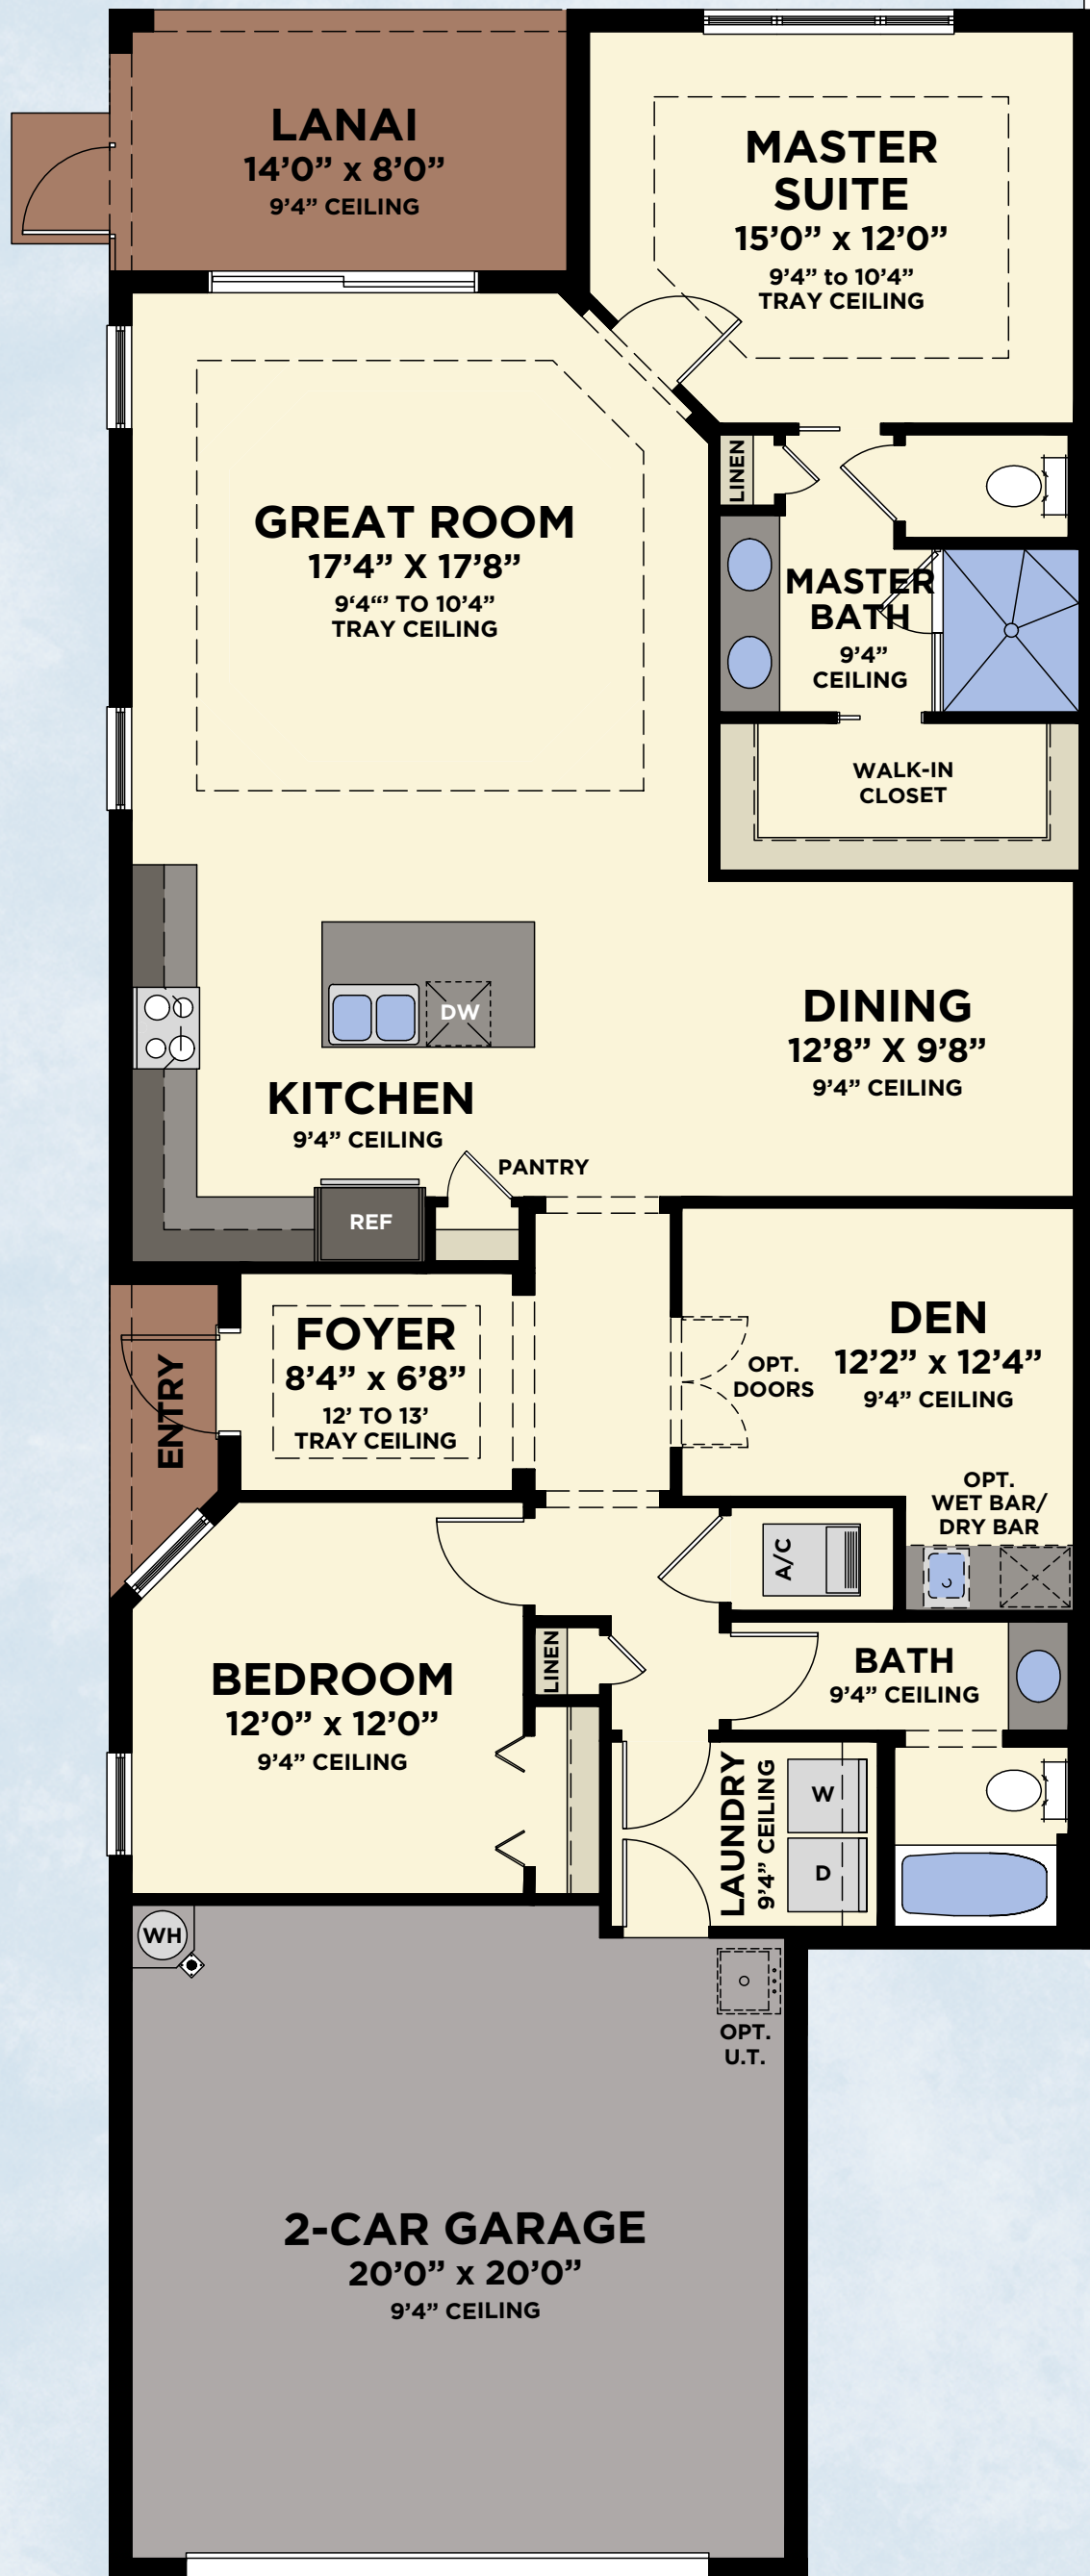 LANAI
14’0” x 8’0”
9’4” CEILING
MASTER
SUITE
15’0” x 12’0”
9’4” to 10’4”
TRAY CEILING
GREAT ROOM
17’4” X 17’8”
9‘4“’ TO 10’4”
TRAY CEILING
LINEN
MASTER
BATH
9’4”
CEILING
WALK-IN
CLOSET
DW
KITCHEN
9’4” CEILING
DINING
12’8” X 9’8”
9’4” CEILING
PANTRY
REF
FOYER
8’4” x 6’8”
12’ TO 13’
TRAY CEILING
ENTRY
DEN
12’2” x 12’4”
9’4” CEILING
OPT.
DOORS
OPT.
WET BAR/
DRY BAR
A/C
BEDROOM
12’0” x 12’0”
9’4” CEILING
LINEN
BATH
9’4” CEILING
LAUNDRY
9’4” CEILING
W
D
WH
OPT.
U.T.
2-CAR GARAGE
20’0” x 20’0”
9’4” CEILING